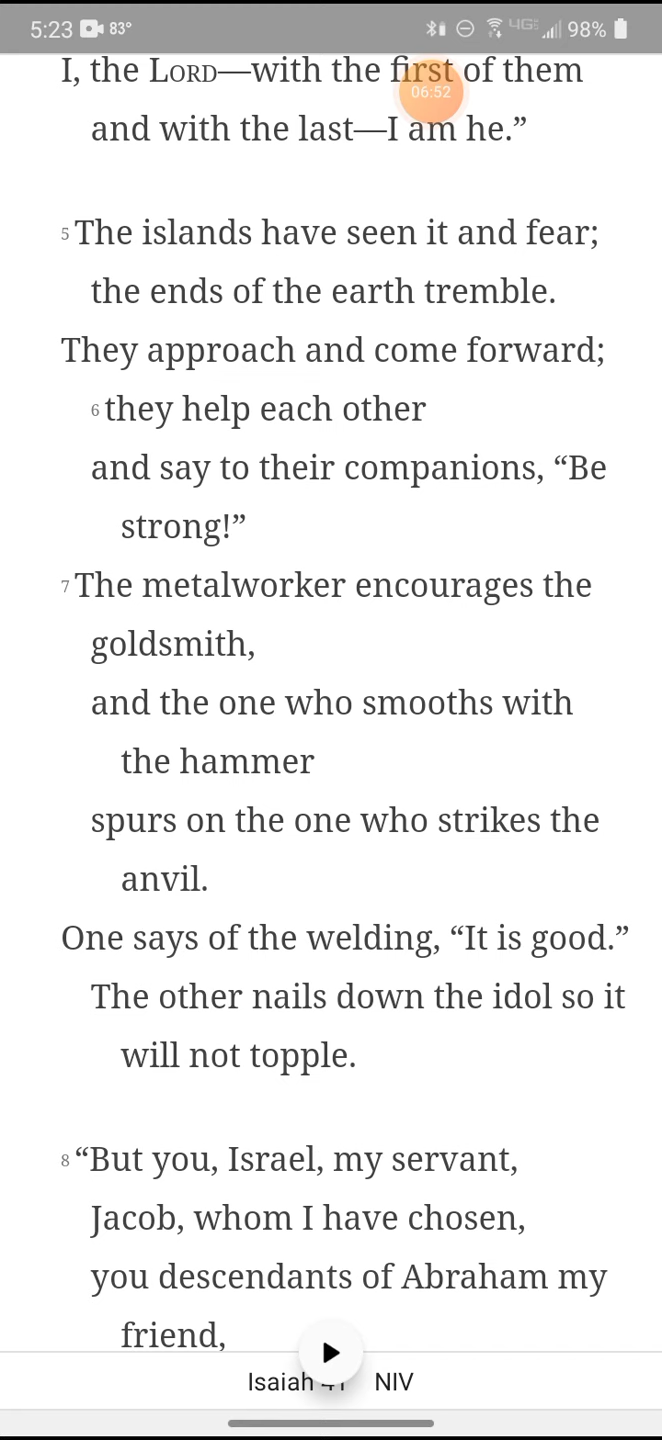 5:23 83° 4G 98%
I, the LORD—with the first of them
06:52
and with the last—I am he.”
5 The islands have seen it and fear;
the ends of the earth tremble.
They approach and come forward;
6 they help each other
and say to their companions, “Be
strong!”
7 The metalworker encourages the
goldsmith,
and the one who smooths with
the hammer
spurs on the one who strikes the
anvil.
One says of the welding, “It is good.”
The other nails down the idol so it
will not topple.
8 “But you, Israel, my servant,
Jacob, whom I have chosen,
you descendants of Abraham my
friend,
Isaiah 41 NIV